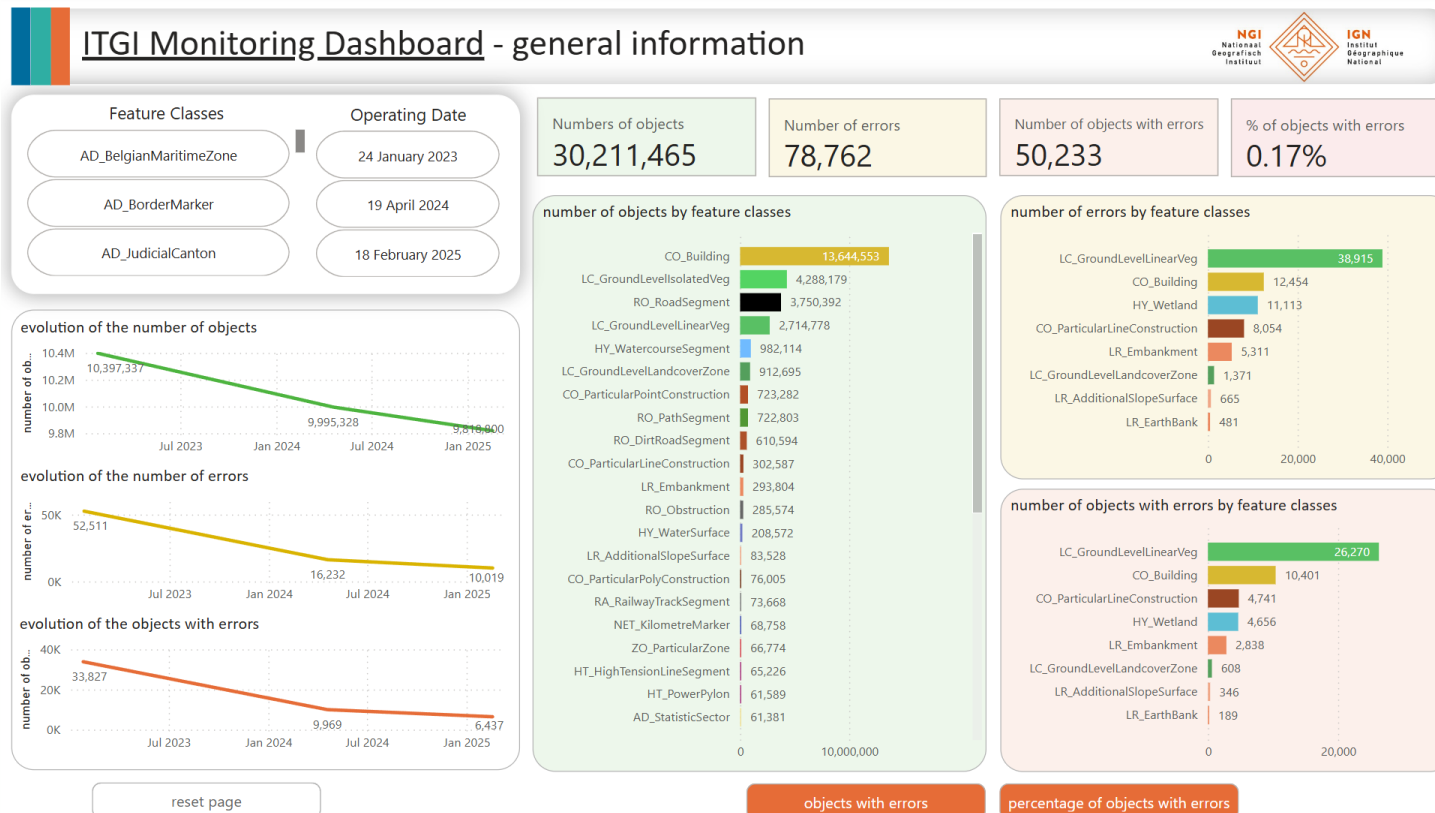 ITGI Monitoring Dashboard - general information
NGI
Nationaal
Geografisch
Instituut
IGN
Institut
Géographique
National
Feature Classes
AD_BelgianMaritimeZone
AD_BorderMarker
AD_JudicialCanton
Operating Date
24 January 2023
19 April 2024
18 February 2025
Numbers of objects
30,211,465
Number of errors
78,762
Number of objects with errors
50,233
% of objects with errors
0.17%
evolution of the number of objects
number of ob...
10.4M
10.2M
10.0M
9.8M
10,397,337
9,995,328
9,818,800
Jul 2023
Jan 2024
Jul 2024
Jan 2025
evolution of the number of errors
number of er...
50K
0K
52,511
16,232
10,019
Jul 2023
Jan 2024
Jul 2024
Jan 2025
evolution of the objects with errors
number of ob...
40K
20K
0K
33,827
9,969
6,437
Jul 2023
Jan 2024
Jul 2024
Jan 2025
number of objects by feature classes
CO_Building 13,644,553
LC_GroundLevelIsolatedVeg 4,288,179
RO_RoadSegment 3,750,392
LC_GroundLevelLinearVeg 2,714,778
HY_WatercourseSegment 982,114
LC_GroundLevelLandcoverZone 912,695
CO_ParticularPointConstruction 723,282
RO_PathSegment 722,803
RO_DirtRoadSegment 610,594
CO_ParticularLineConstruction 302,587
LR_Embankment 293,804
RO_Obstruction 285,574
HY_WaterSurface 208,572
LR_AdditionalSlopeSurface 83,528
CO_ParticularPolyConstruction 76,005
RA_RailwayTrackSegment 73,668
NET_KilometreMarker 68,758
ZO_ParticularZone 66,774
HT_HighTensionLineSegment 65,226
HT_PowerPylon 61,589
AD_StatisticSector 61,381
0 10,000,000
number of errors by feature classes
LC_GroundLevelLinearVeg 38,915
CO_Building 12,454
HY_Wetland 11,113
CO_ParticularLineConstruction 8,054
LR_Embankment 5,311
LC_GroundLevelLandcoverZone 1,371
LR_AdditionalSlopeSurface 665
LR_EarthBank 481
0 20,000 40,000
number of objects with errors by feature classes
LC_GroundLevelLinearVeg 26,270
CO_Building 10,401
CO_ParticularLineConstruction 4,741
HY_Wetland 4,656
LR_Embankment 2,838
LC_GroundLevelLandcoverZone 608
LR_AdditionalSlopeSurface 346
LR_EarthBank 189
0 20,000
reset page
objects with errors
percentage of objects with errors